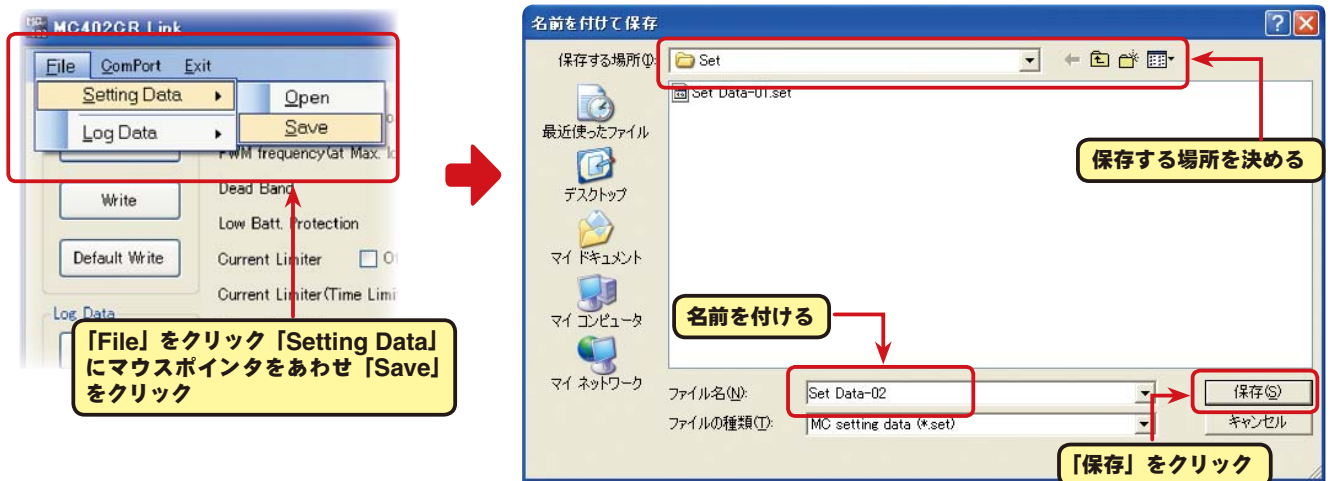 MC402CR Link
File ComPort Exit
Setting Data
Open
Log Data
Save
PWM frequency(at Max.
Write
Dead Band
Low Batt. Protection
Default Write
Current Limiter
Current Limiter(Time Limi
Log Data
「File」をクリック「Setting Data」
にマウスポインタをあわせ「Save」
をクリック
名前を付けて保存
保存する場所(I):
Set
Set Data-01.set
最近使ったファイル
デスクトップ
マイ ドキュメント
マイ コンピュータ
マイ ネットワーク
保存する場所を決める
名前を付ける
ファイル名(N):
Set Data-02
保存(S)
ファイルの種類(T):
MC setting data (*.set)
キャンセル
「保存」をクリック